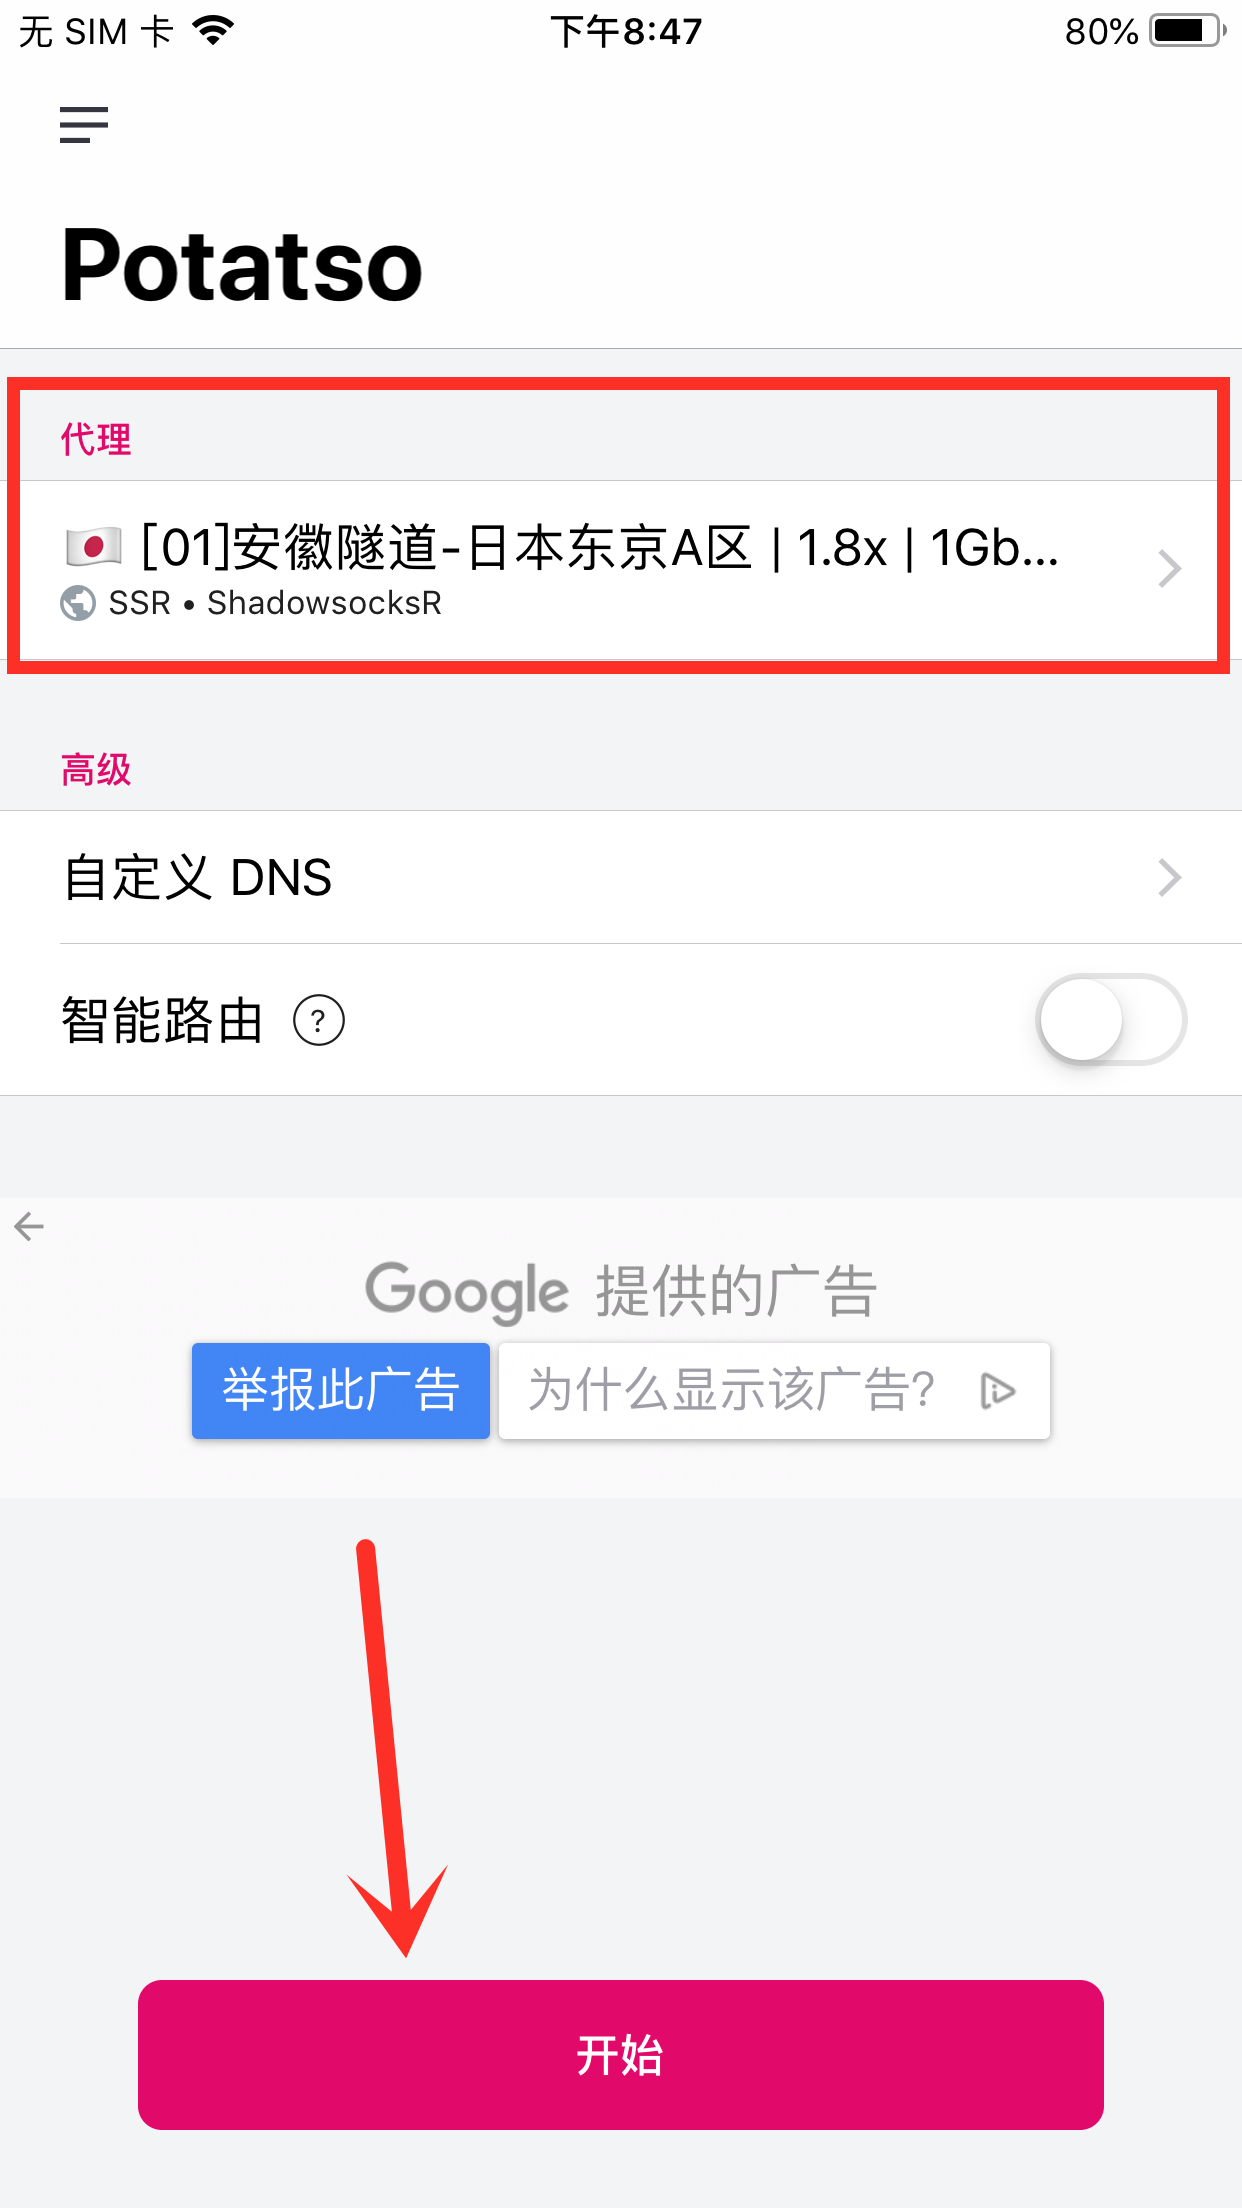 无 SIM 卡 下午8:47 80%
Potatso
代理
[01]安徽隧道-日本东京A区 | 1.8x | 1Gb...
SSR • ShadowsocksR
高级
自定义 DNS
智能路由 ?
Google 提供的广告
举报此广告 为什么显示该广告?
开始